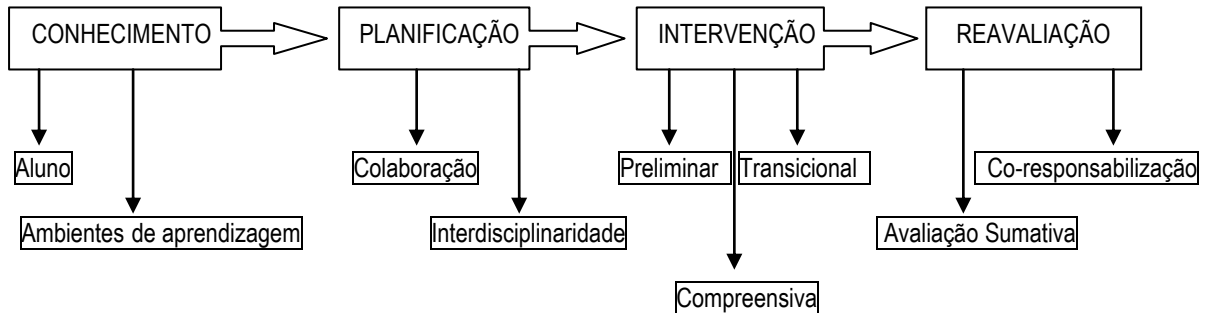 CONHECIMENTO
PLANIFICAÇÃO
INTERVENÇÃO
REAVALIAÇÃO
Aluno
Colaboração
Preliminar
Transicional
Co-responsabilização
Ambientes de aprendizagem
Interdisciplinaridade
Avaliação Sumativa
Compreensiva